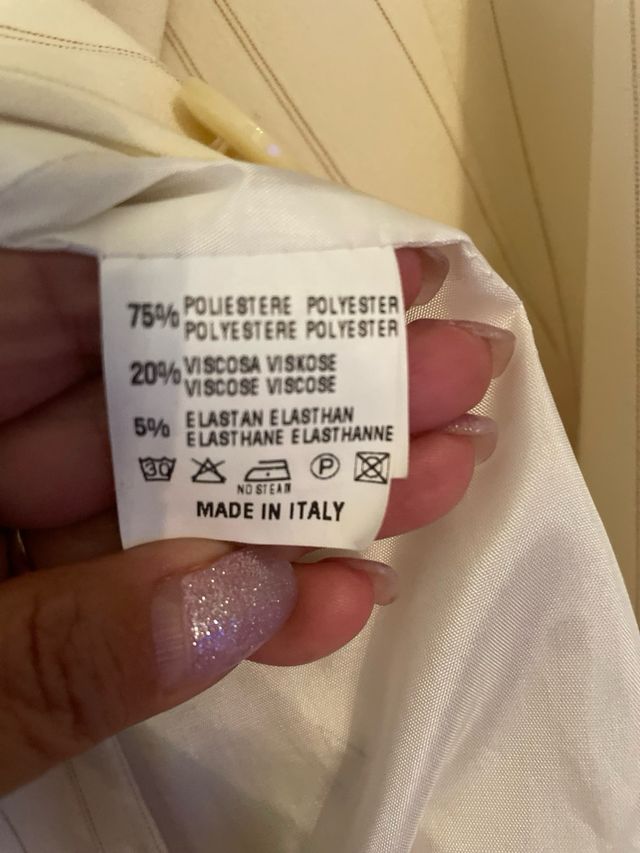 75% POLIESTERE POLYESTER
POLYESTERE POLYESTER
20% VISCOSA VISKOSE
VISCOSE VISCOSE
5% ELASTAN ELASTHAN
ELASTHANE ELASTHANNE
30 P
NO STEAM
MADE IN ITALY